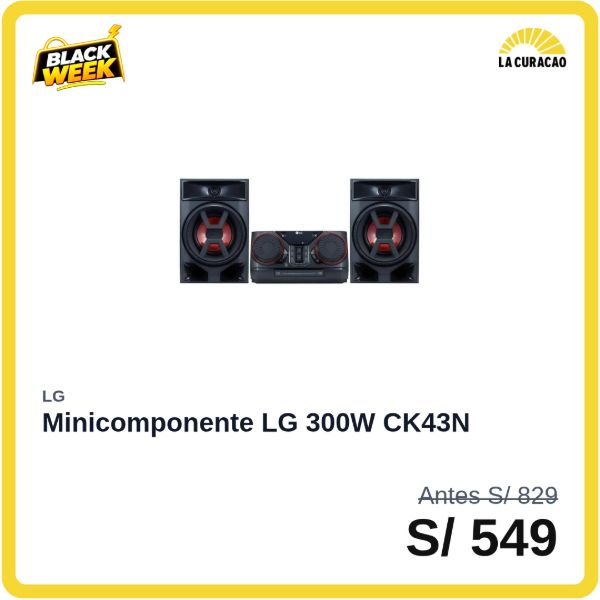 BLACK
WEEK
LA CURACAO
LG
Minicomponente LG 300W CK43N
Antes S/ 829
S/ 549